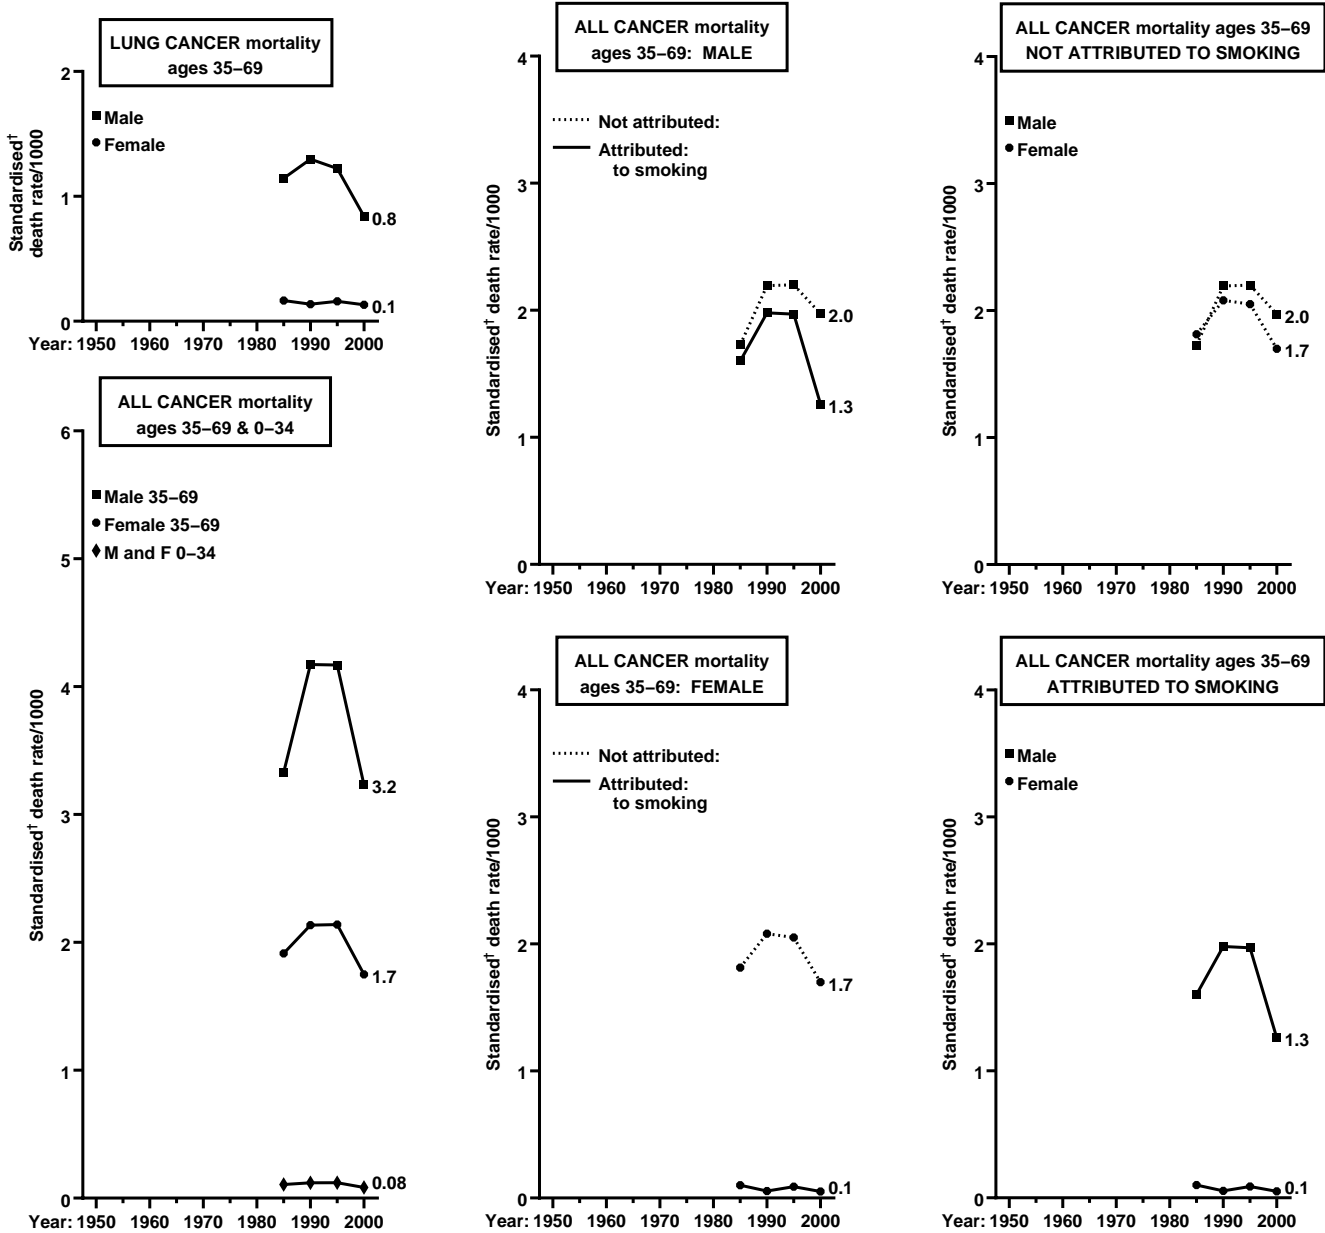 LUNG CANCER mortality
ages 35–69
2
1
0
Standardised†
death rate/1000
Male
Female
0.8
0.1
Year: 1950 1960 1970 1980 1990 2000
ALL CANCER mortality
ages 35–69 & 0–34
6
5
4
3
2
1
0
Standardised† death rate/1000
Male 35–69
Female 35–69
M and F 0–34
3.2
1.7
0.08
Year: 1950 1960 1970 1980 1990 2000
ALL CANCER mortality
ages 35–69: MALE
4
3
2
1
0
Standardised† death rate/1000
Not attributed:
Attributed:
to smoking
2.0
1.3
Year: 1950 1960 1970 1980 1990 2000
ALL CANCER mortality
ages 35–69: FEMALE
4
3
2
1
0
Standardised† death rate/1000
Not attributed:
Attributed:
to smoking
1.7
0.1
Year: 1950 1960 1970 1980 1990 2000
ALL CANCER mortality ages 35–69
NOT ATTRIBUTED TO SMOKING
4
3
2
1
0
Standardised† death rate/1000
Male
Female
2.0
1.7
Year: 1950 1960 1970 1980 1990 2000
ALL CANCER mortality ages 35–69
ATTRIBUTED TO SMOKING
4
3
2
1
0
Standardised† death rate/1000
Male
Female
1.3
0.1
Year: 1950 1960 1970 1980 1990 2000